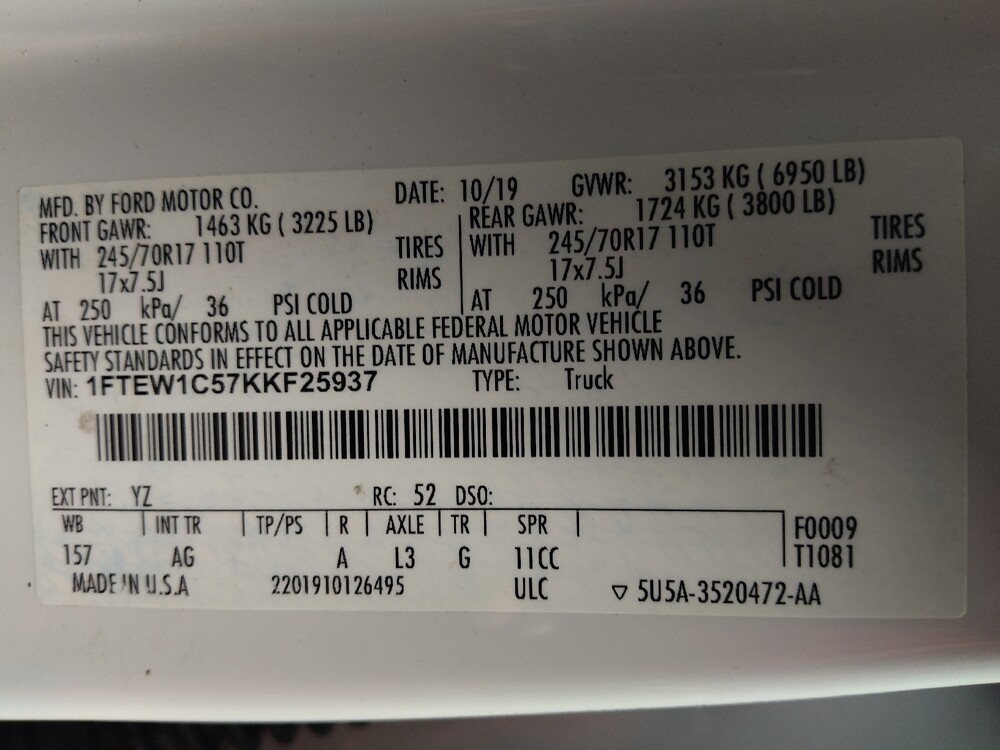 MFD. BY FORD MOTOR CO. DATE: 10/19 GVWR: 3153 KG ( 6950 LB)
FRONT GAWR: 1463 KG ( 3225 LB) REAR GAWR: 1724 KG ( 3800 LB)
WITH 245/70R17 110T TIRES WITH 245/70R17 110T TIRES
17x7.5J RIMS 17x7.5J RIMS
AT 250 kPa/ 36 PSI COLD AT 250 kPa/ 36 PSI COLD
THIS VEHICLE CONFORMS TO ALL APPLICABLE FEDERAL MOTOR VEHICLE
SAFETY STANDARDS IN EFFECT ON THE DATE OF MANUFACTURE SHOWN ABOVE.
VIN: 1FTEW1C57KKF25937 TYPE: Truck
EXT PNT: YZ RC: 52 DSO:
WB INT TR TP/PS R AXLE TR SPR F0009
157 AG A L3 G 11CC T1081
MADE IN U.S.A 2201910126495 ULC ▽ 5U5A-3520472-AA